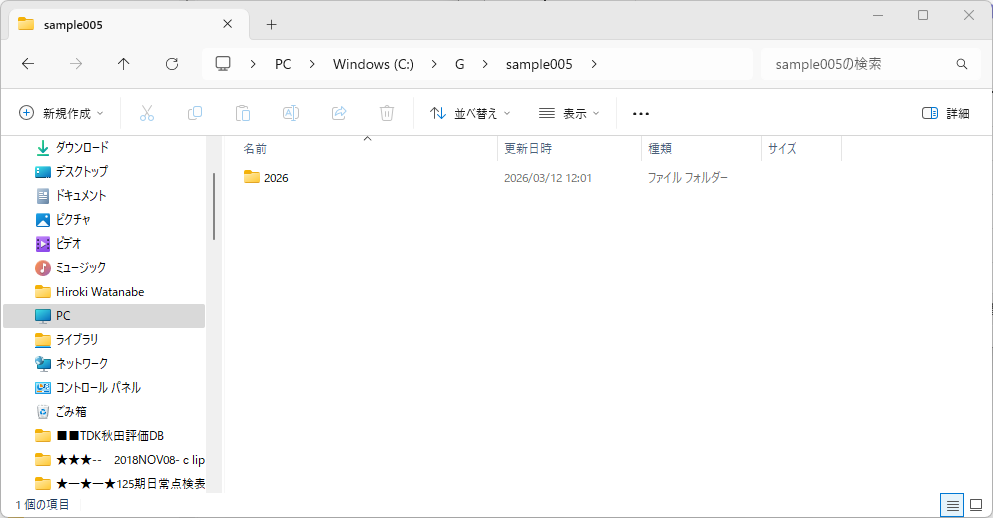 sample005
PC Windows (C:) G sample005
sample005の検索
新規作成
並べ替え
表示
詳細
名前 更新日時 種類 サイズ
2026 2026/03/12 12:01 ファイル フォルダー
ダウンロード
デスクトップ
ドキュメント
ピクチャ
ビデオ
ミュージック
Hiroki Watanabe
PC
ライブラリ
ネットワーク
コントロール パネル
ごみ箱
■■TDK秋田評価DB
★★★-- 2018NOV08- c lip
★ー★ー★125期日常点検表
1 個の項目